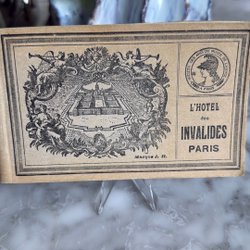 L'HOTEL
des
INVALIDES
PARIS
MARQUE L. H.